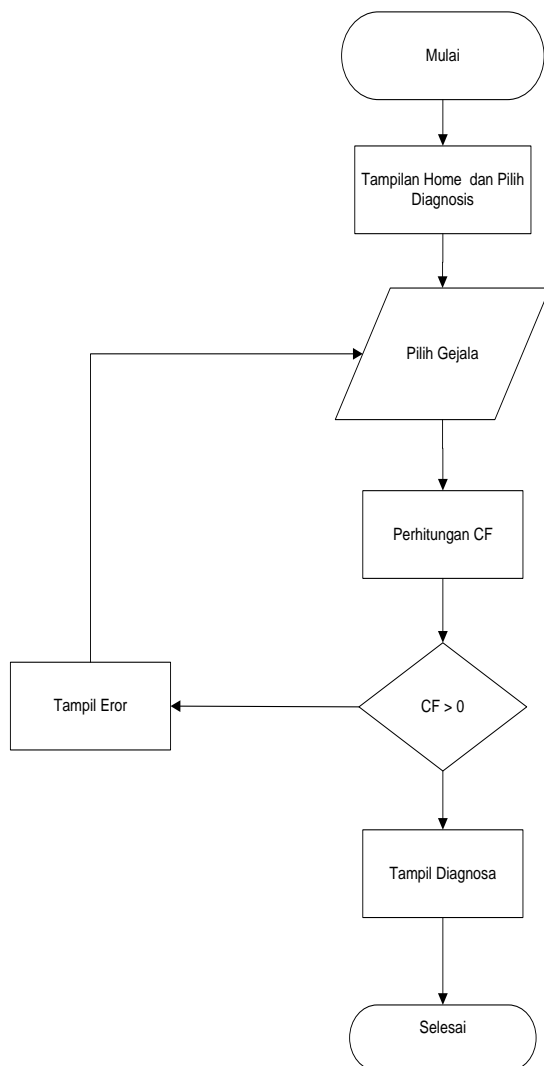 Mulai
Tampilan Home dan Pilih
Diagnosis
Pilih Gejala
Perhitungan CF
CF > 0
Tampil Eror
Tampil Diagnosa
Selesai